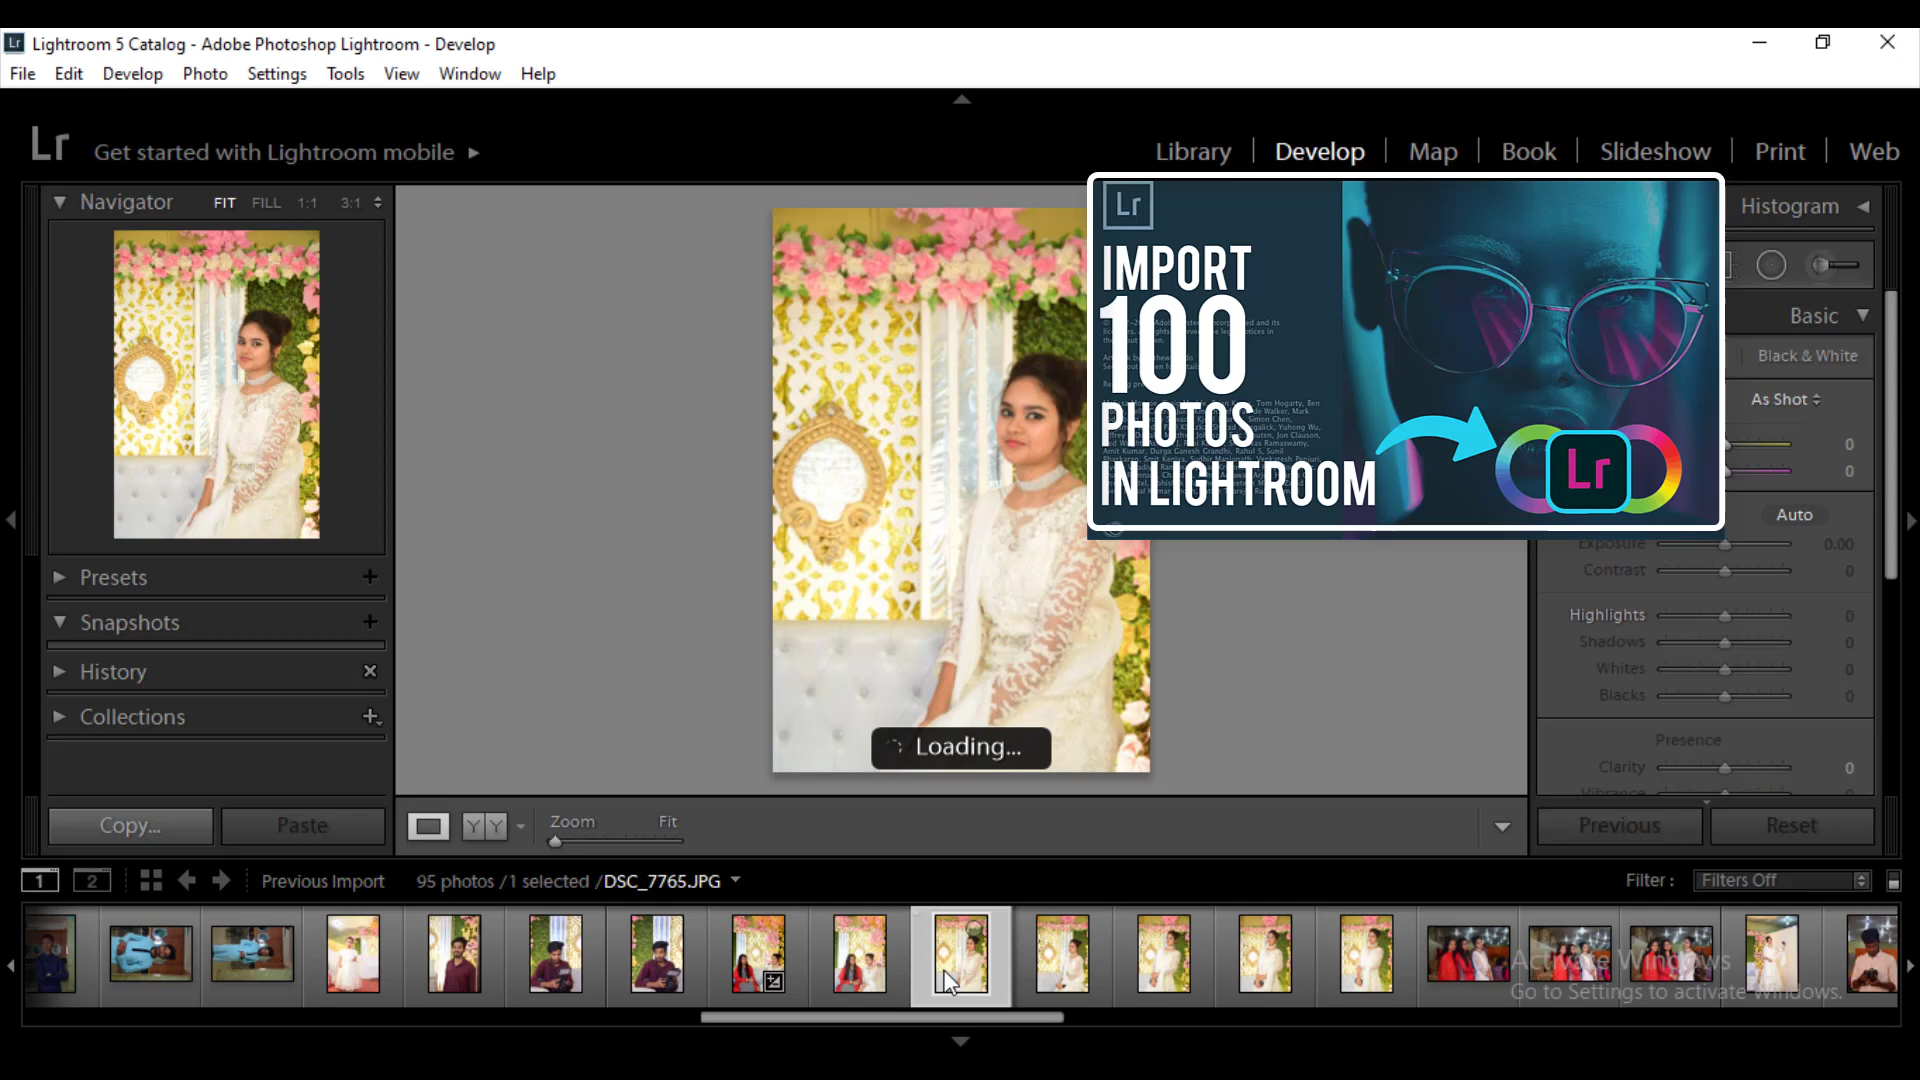 Lr Lightroom 5 Catalog - Adobe Photoshop Lightroom - Develop
File Edit Develop Photo Settings Tools View Window Help
Lr Get started with Lightroom mobile
Library Develop Map Book Slideshow Print Web
Navigator FIT FILL 1:1 3:1
Histogram
Lr
IMPORT
100
PHOTOS
IN LIGHTROOM
Lr
Basic
Black & White
As Shot
0
0
Auto
Exposure 0.00
Contrast 0
Highlights 0
Shadows 0
Whites 0
Blacks 0
Presence
Clarity 0
Vibrance
Presets
Snapshots
History
Collections
Loading...
Copy... Paste
YY Zoom Fit
Previous Reset
1 2 Previous Import 95 photos /1 selected /DSC_7765.JPG
Filter : Filters Off
Activate Windows
Go to Settings to activate Windows.